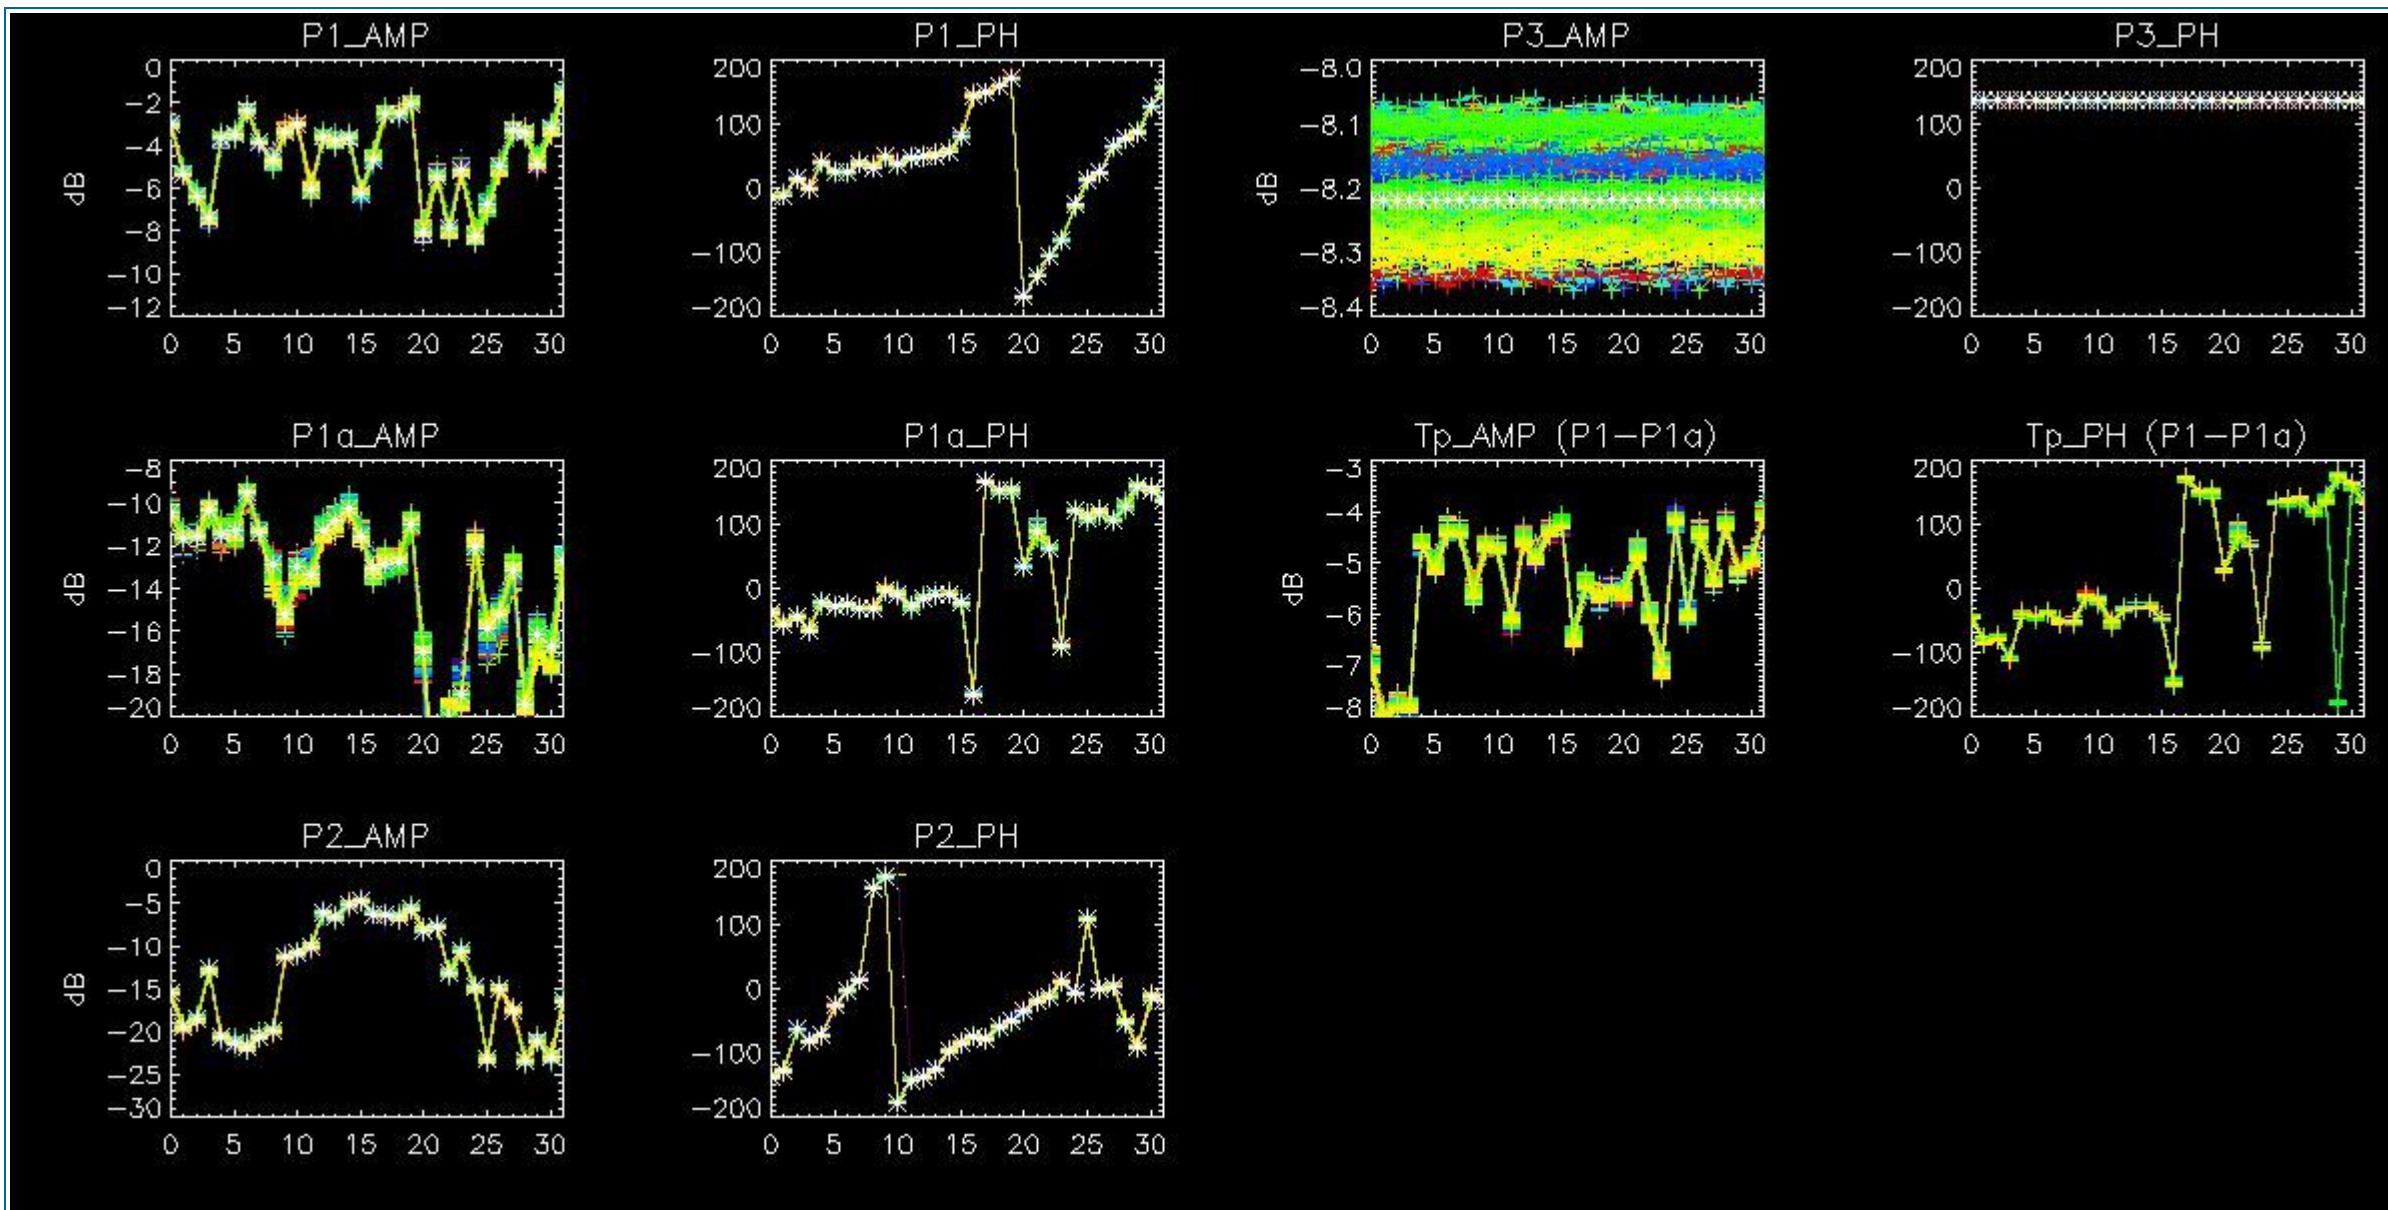 P1_AMP P1_PH P3_AMP P3_PH
0 200 −8.0 200
−2 100 −8.1 100
−4 0 −8.2 0
−6 −100 −8.3 −100
−8 −200 −8.4 −200
−10
−12
dB dB
0 5 10 15 20 25 30 0 5 10 15 20 25 30 0 5 10 15 20 25 30 0 5 10 15 20 25 30
P1a_AMP P1a_PH Tp_AMP (P1−P1a) Tp_PH (P1−P1a)
−8 200 −3 200
−10 100 −4 100
−12 0 −5 0
−14 −100 −6 −100
−16 −200 −7 −200
−18 −8
−20
dB dB
0 5 10 15 20 25 30 0 5 10 15 20 25 30 0 5 10 15 20 25 30 0 5 10 15 20 25 30
P2_AMP P2_PH
0 200
−5 100
−10 0
−15 −100
−20 −200
−25
−30
dB
0 5 10 15 20 25 30 0 5 10 15 20 25 30